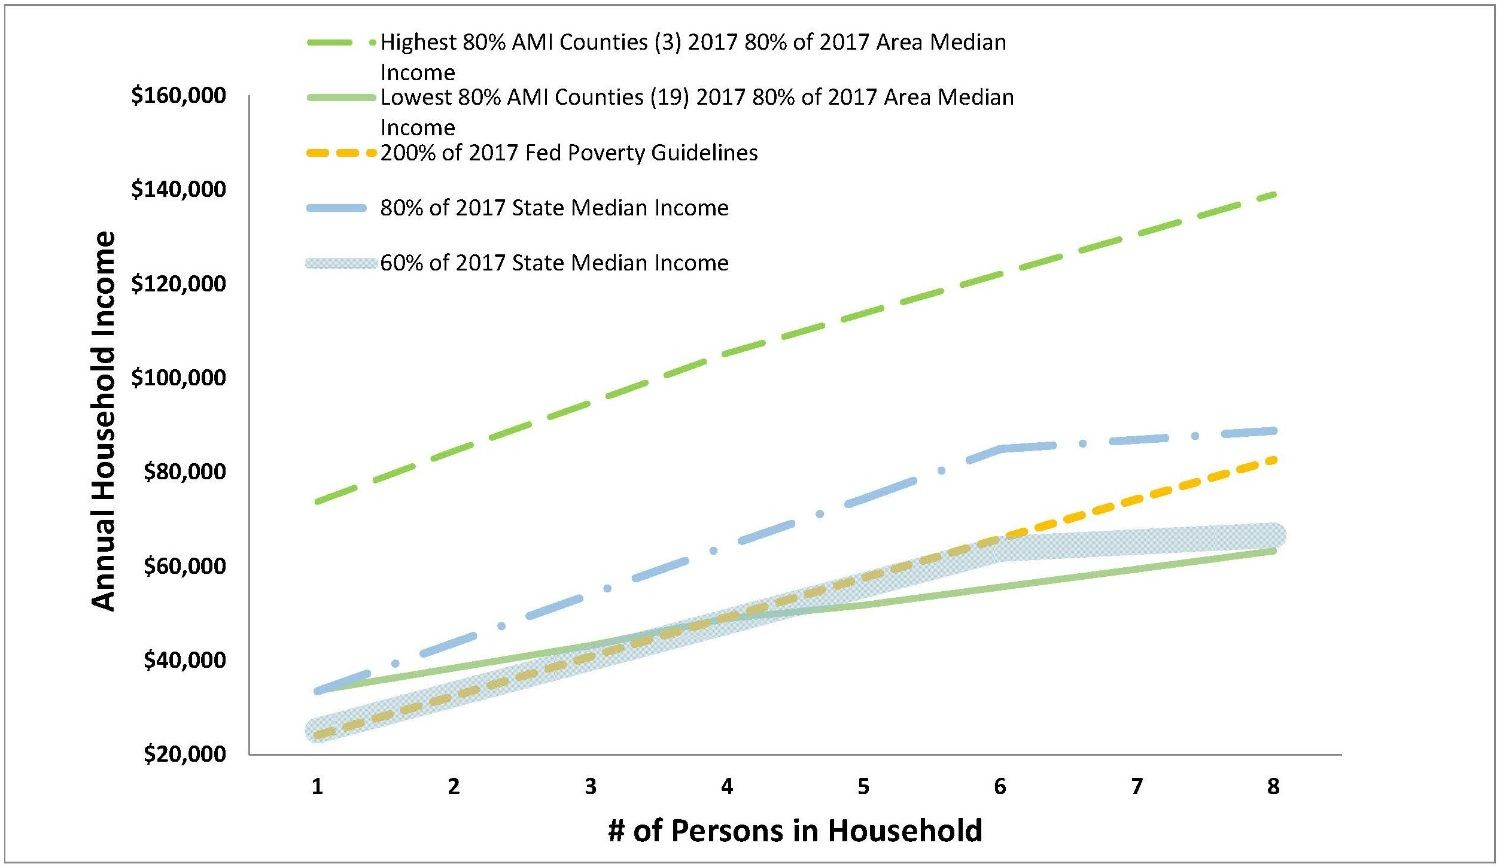 Highest 80% AMI Counties (3) 2017 80% of 2017 Area Median
Income
Lowest 80% AMI Counties (19) 2017 80% of 2017 Area Median
Income
200% of 2017 Fed Poverty Guidelines
80% of 2017 State Median Income
60% of 2017 State Median Income
Annual Household Income
$160,000
$140,000
$120,000
$100,000
$80,000
$60,000
$40,000
$20,000
1 2 3 4 5 6 7 8
# of Persons in Household